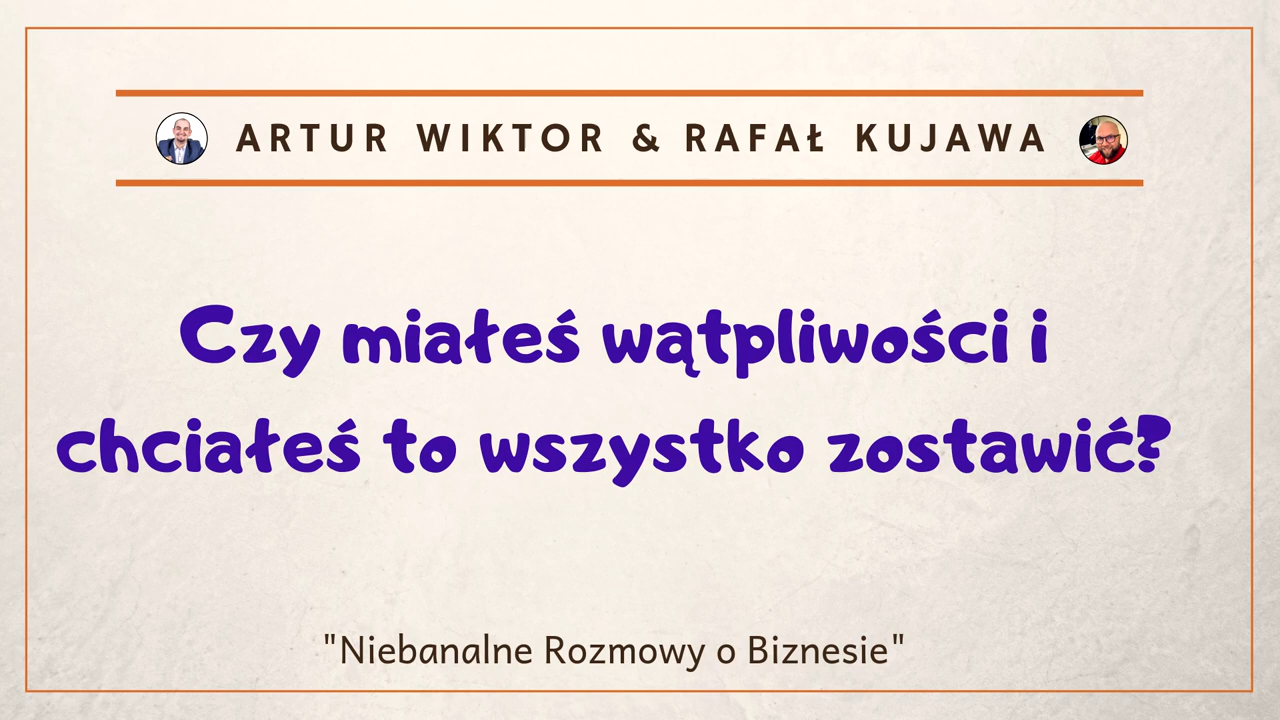 ARTUR WIKTOR & RAFAŁ KUJAWA
Czy miałeś wątpliwości i
chciałeś to wszystko zostawić?
"Niebanalne Rozmowy o Biznesie"